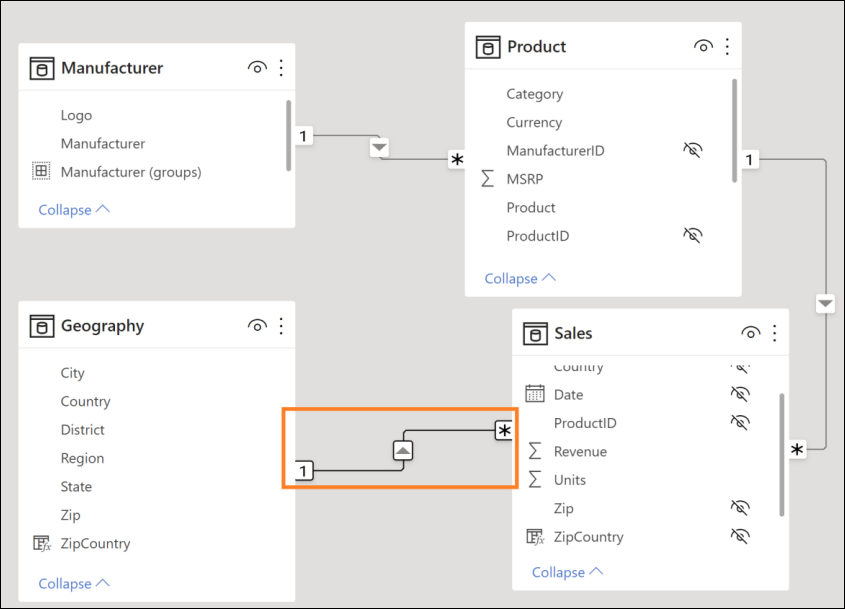 Manufacturer
Logo
Manufacturer
Manufacturer (groups)
Collapse
1
*
Product
Category
Currency
ManufacturerID
MSRP
Product
ProductID
Collapse
1
*
Geography
City
Country
District
Region
State
Zip
ZipCountry
Collapse
1
*
Sales
Country
Date
ProductID
Revenue
Units
Zip
ZipCountry
Collapse